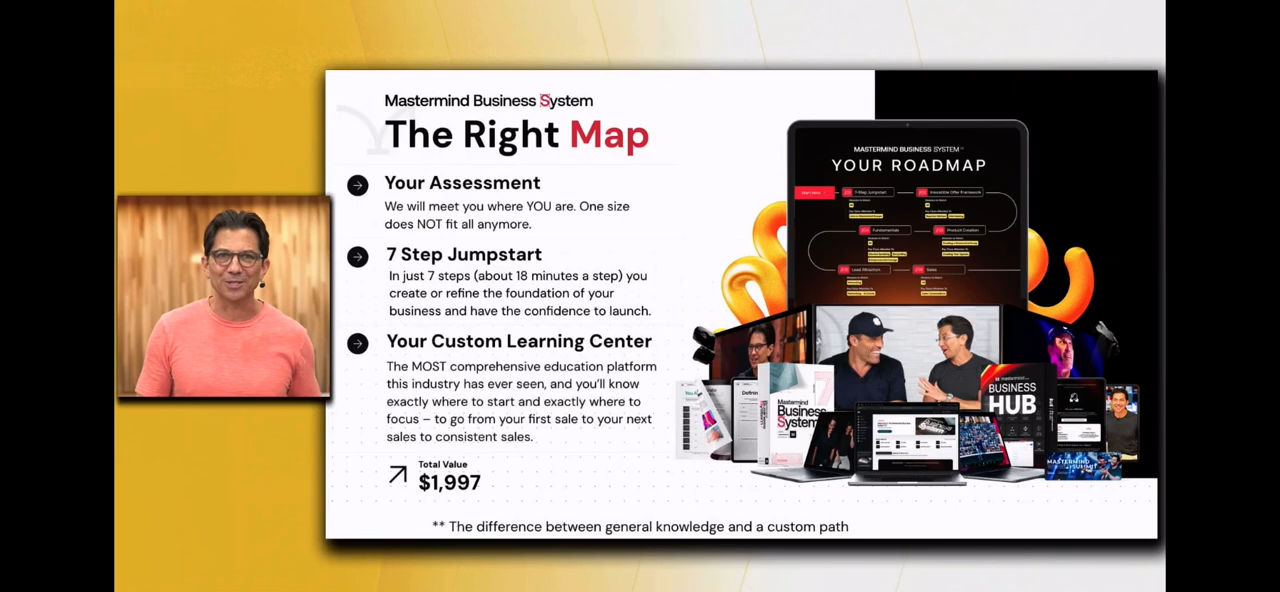 Mastermind Business System
The Right Map
Your Assessment
We will meet you where YOU are. One size
does NOT fit all anymore.
7 Step Jumpstart
In just 7 steps (about 18 minutes a step) you
create or refine the foundation of your
business and have the confidence to launch.
Your Custom Learning Center
The MOST comprehensive education platform
this industry has ever seen, and you'll know
exactly where to start and exactly where to
focus – to go from your first sale to your next
sales to consistent sales.
Total Value
$1,997
** The difference between general knowledge and a custom path
MASTERMIND BUSINESS SYSTEM
YOUR ROADMAP
Start Here
7-Step Jumpstart
Irresistible Offer Framework
Fundamentals
Product Creation
Lead Attraction
Sales
Mastermind
Business
System
mastermind
BUSINESS
HUB
MASTERMIND
SUMMIT